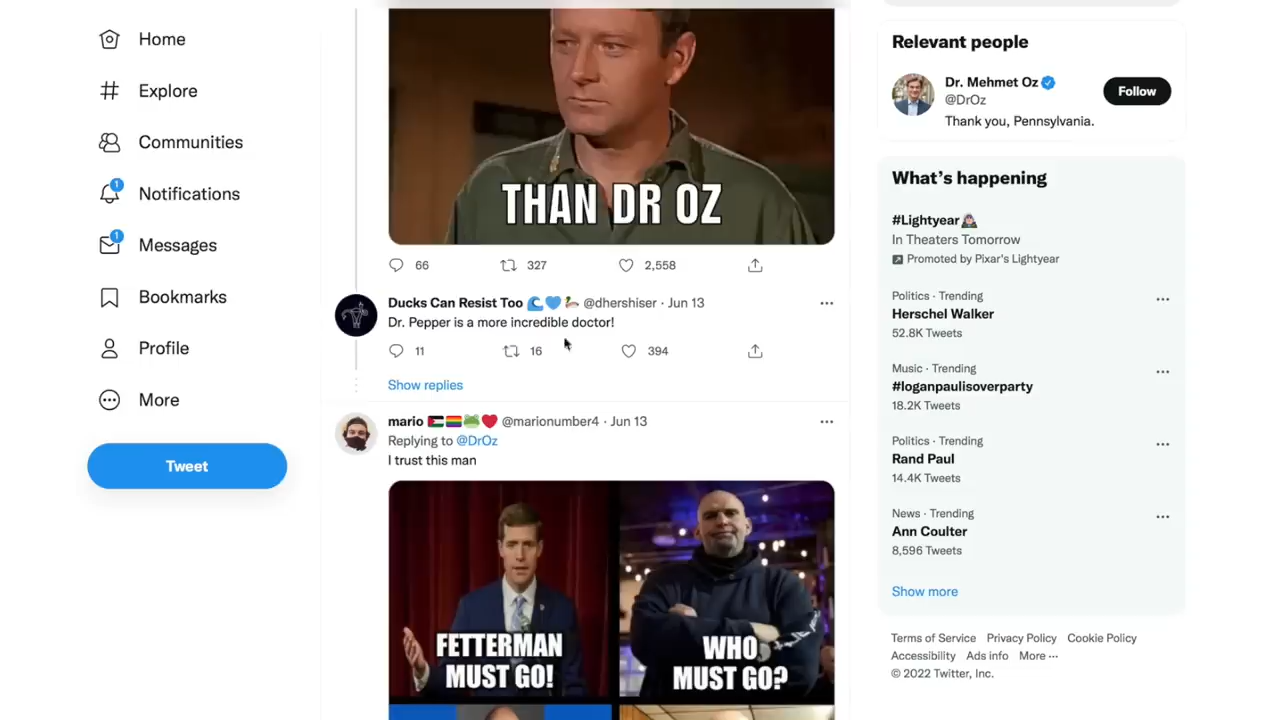 Home
Explore
Communities
1
Notifications
1
Messages
Bookmarks
Profile
More
Tweet
THAN DR OZ
66 327 2,558
Ducks Can Resist Too 🌊💙🦆 @dhershiser · Jun 13
Dr. Pepper is a more incredible doctor!
11 16 394
Show replies
mario 🇵🇸🏳️‍🌈🐸❤️ @marionumber4 · Jun 13
Replying to @DrOz
I trust this man
FETTERMAN
MUST GO!
WHO
MUST GO?
Relevant people
Dr. Mehmet Oz
@DrOz
Follow
Thank you, Pennsylvania.
What's happening
#Lightyear
In Theaters Tomorrow
Promoted by Pixar's Lightyear
Politics · Trending
Herschel Walker
52.8K Tweets
Music · Trending
#loganpaulisoverparty
18.2K Tweets
Politics · Trending
Rand Paul
14.4K Tweets
News · Trending
Ann Coulter
8,596 Tweets
Show more
Terms of Service Privacy Policy Cookie Policy
Accessibility Ads info More ···
© 2022 Twitter, Inc.